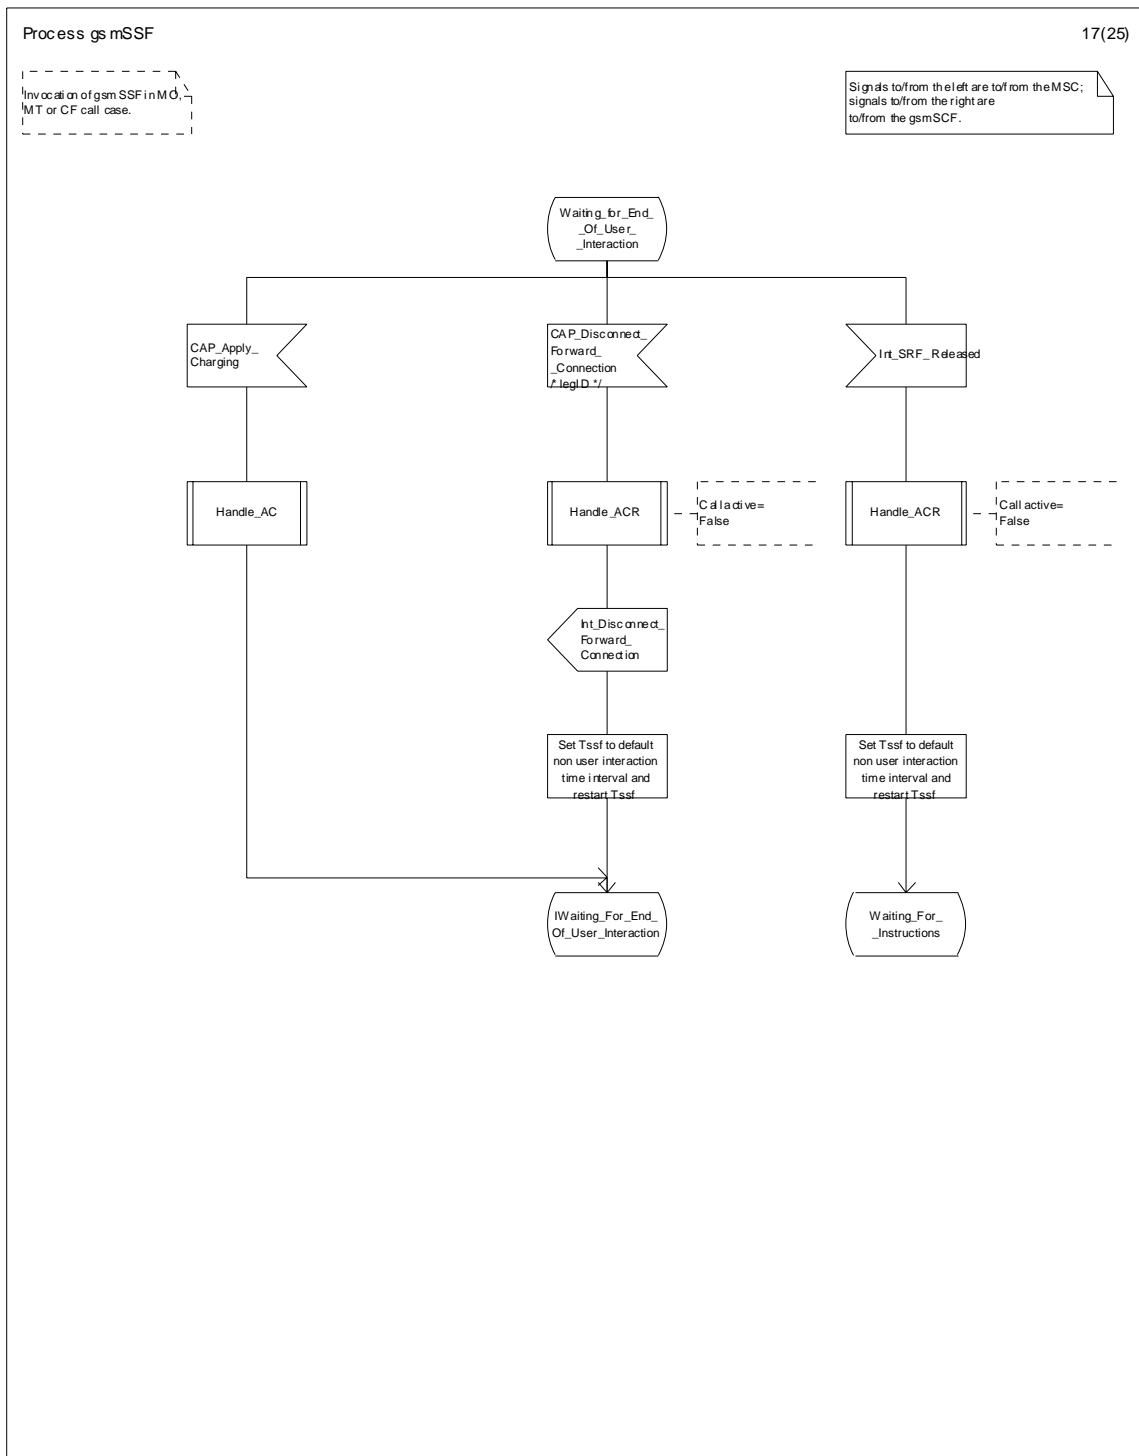 Process gsmSSF
17(25)
Invocation of gsmSSF in MO,
MT or CF call case.
Signals to/from the left are to/from the MSC;
signals to/from the right are
to/from the gsmSCF.
Waiting_for_End_
_Of_User_
_Interaction
CAP_Apply_
Charging
CAP_Disconnect_
Forward_
_Connection
/* legID */
Int_SRF_Released
Handle_AC
Handle_ACR
Call active=
False
Handle_ACR
Call active=
False
Int_Disconnect_
Forward_
Connection
Set Tssf to default
non user interaction
time interval and
restart Tssf
Set Tssf to default
non user interaction
time interval and
restart Tssf
IWaiting_For_End_
Of_User_Interaction
Waiting_For_
_Instructions